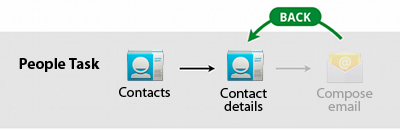 BACK
People Task
Contacts
Contact
details
Compose
email